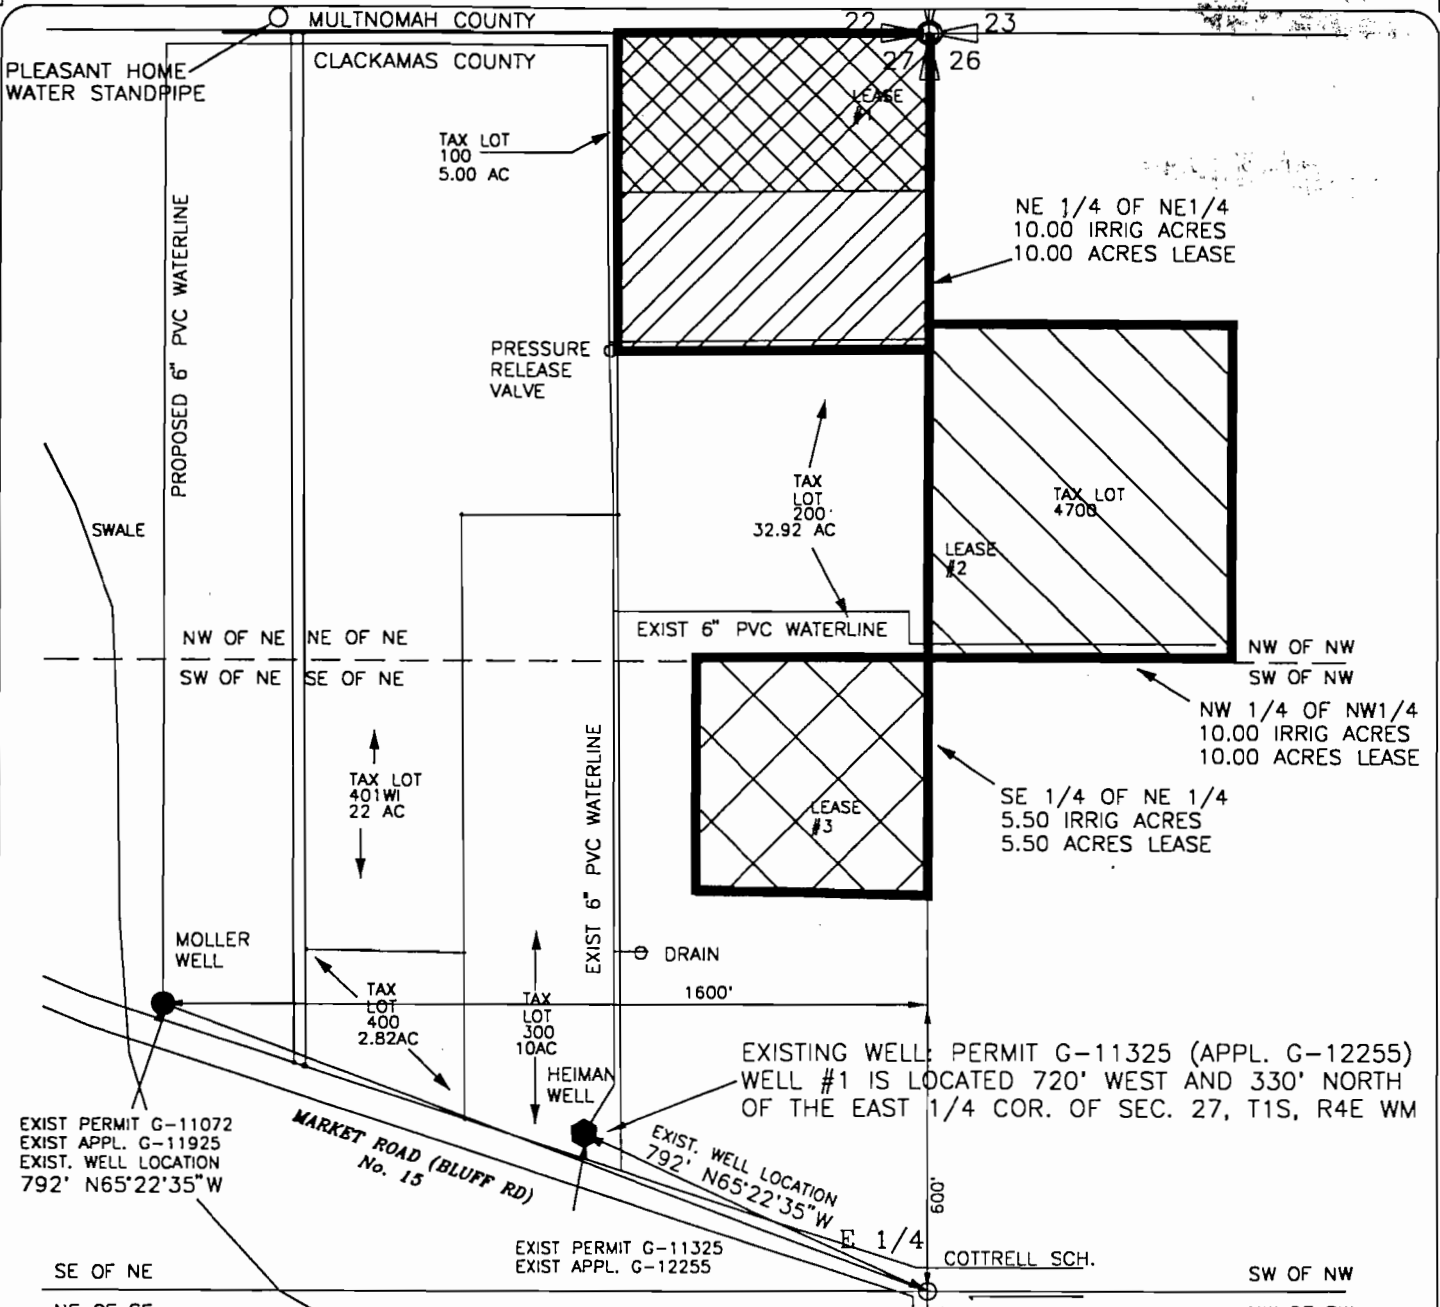 MULTNOMAH COUNTY
22
23
CLACKAMAS COUNTY
27
26
PLEASANT HOME
WATER STANDPIPE
LEASE
#1
TAX LOT
100
5.00 AC
PROPOSED 6" PVC WATERLINE
NE 1/4 OF NE1/4
10.00 IRRIG ACRES
10.00 ACRES LEASE
PRESSURE
RELEASE
VALVE
TAX
LOT
200
32.92 AC
TAX LOT
4700
SWALE
LEASE
#2
EXIST 6" PVC WATERLINE
NW OF NE
NE OF NE
SW OF NE
SE OF NE
NW OF NW
SW OF NW
NW 1/4 OF NW1/4
10.00 IRRIG ACRES
10.00 ACRES LEASE
EXIST 6" PVC WATERLINE
TAX LOT
401WI
22 AC
LEASE
#3
SE 1/4 OF NE 1/4
5.50 IRRIG ACRES
5.50 ACRES LEASE
MOLLER
WELL
DRAIN
TAX
LOT
400
2.82AC
TAX
LOT
300
10AC
1600'
HEIMAN
WELL
EXISTING WELL: PERMIT G-11325 (APPL. G-12255)
WELL #1 IS LOCATED 720' WEST AND 330' NORTH
OF THE EAST 1/4 COR. OF SEC. 27, T1S, R4E WM
EXIST PERMIT G-11072
EXIST APPL. G-11925
EXIST. WELL LOCATION
792' N65°22'35"W
MARKET ROAD (BLUFF RD)
No. 15
EXIST. WELL LOCATION
792' N65°22'35"W
600'
EXIST PERMIT G-11325
EXIST APPL. G-12255
E 1/4
COTTRELL SCH.
SE OF NE
SW OF NW
NE OF SE